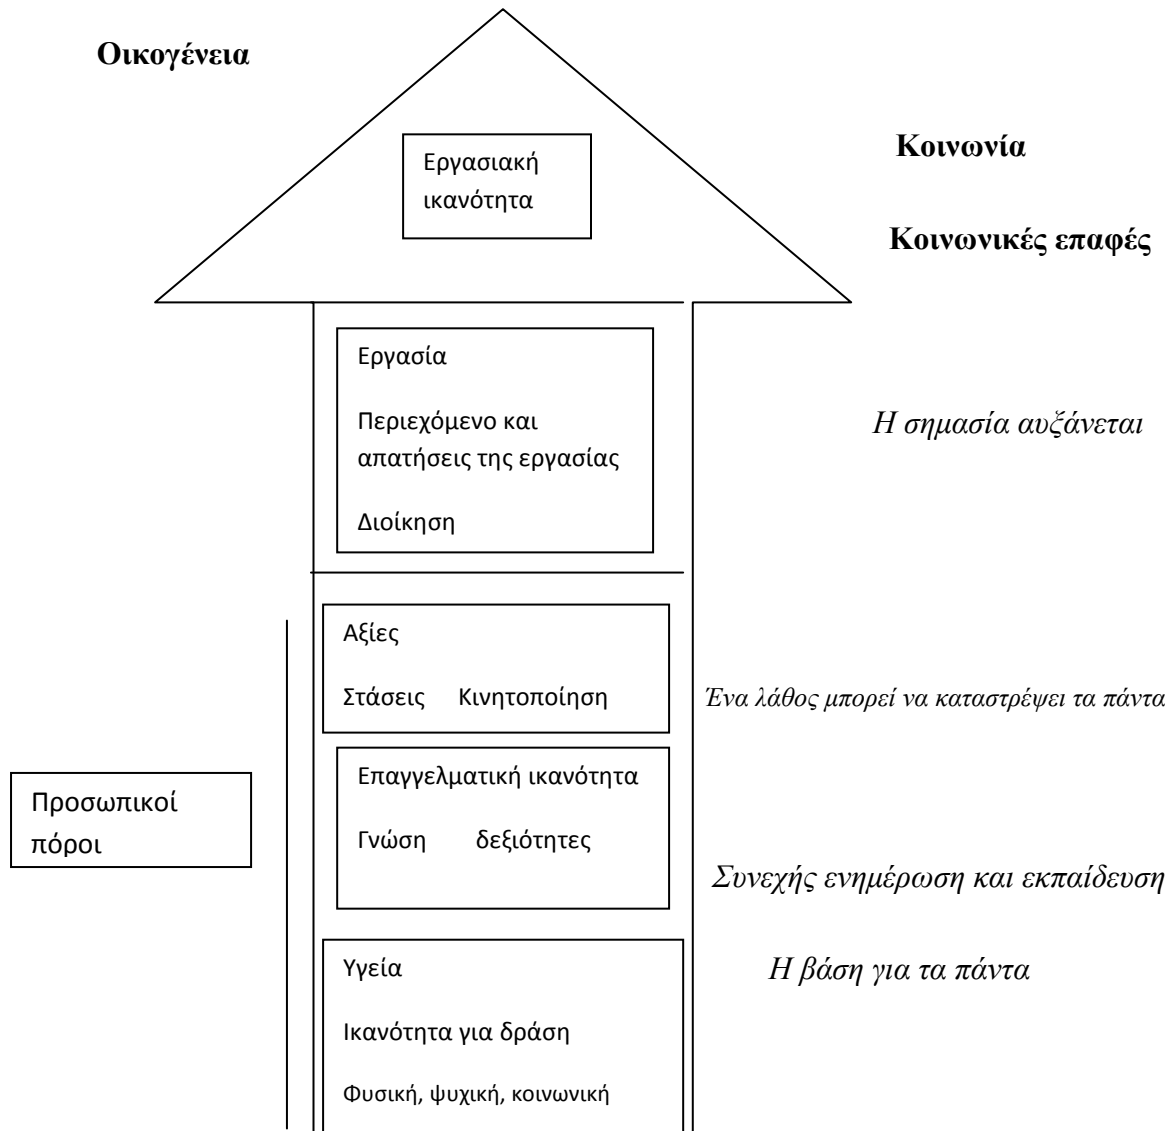 Οικογένεια
Κοινωνία
Εργασιακή
ικανότητα
Κοινωνικές επαφές
Εργασία
Περιεχόμενο και
απατήσεις της εργασίας
Διοίκηση
Η σημασία αυξάνεται
Αξίες
Στάσεις Κινητοποίηση
Ένα λάθος μπορεί να καταστρέψει τα πάντα
Επαγγελματική ικανότητα
Γνώση δεξιότητες
Προσωπικοί
πόροι
Συνεχής ενημέρωση και εκπαίδευση
Υγεία
Ικανότητα για δράση
Φυσική, ψυχική, κοινωνική
Η βάση για τα πάντα